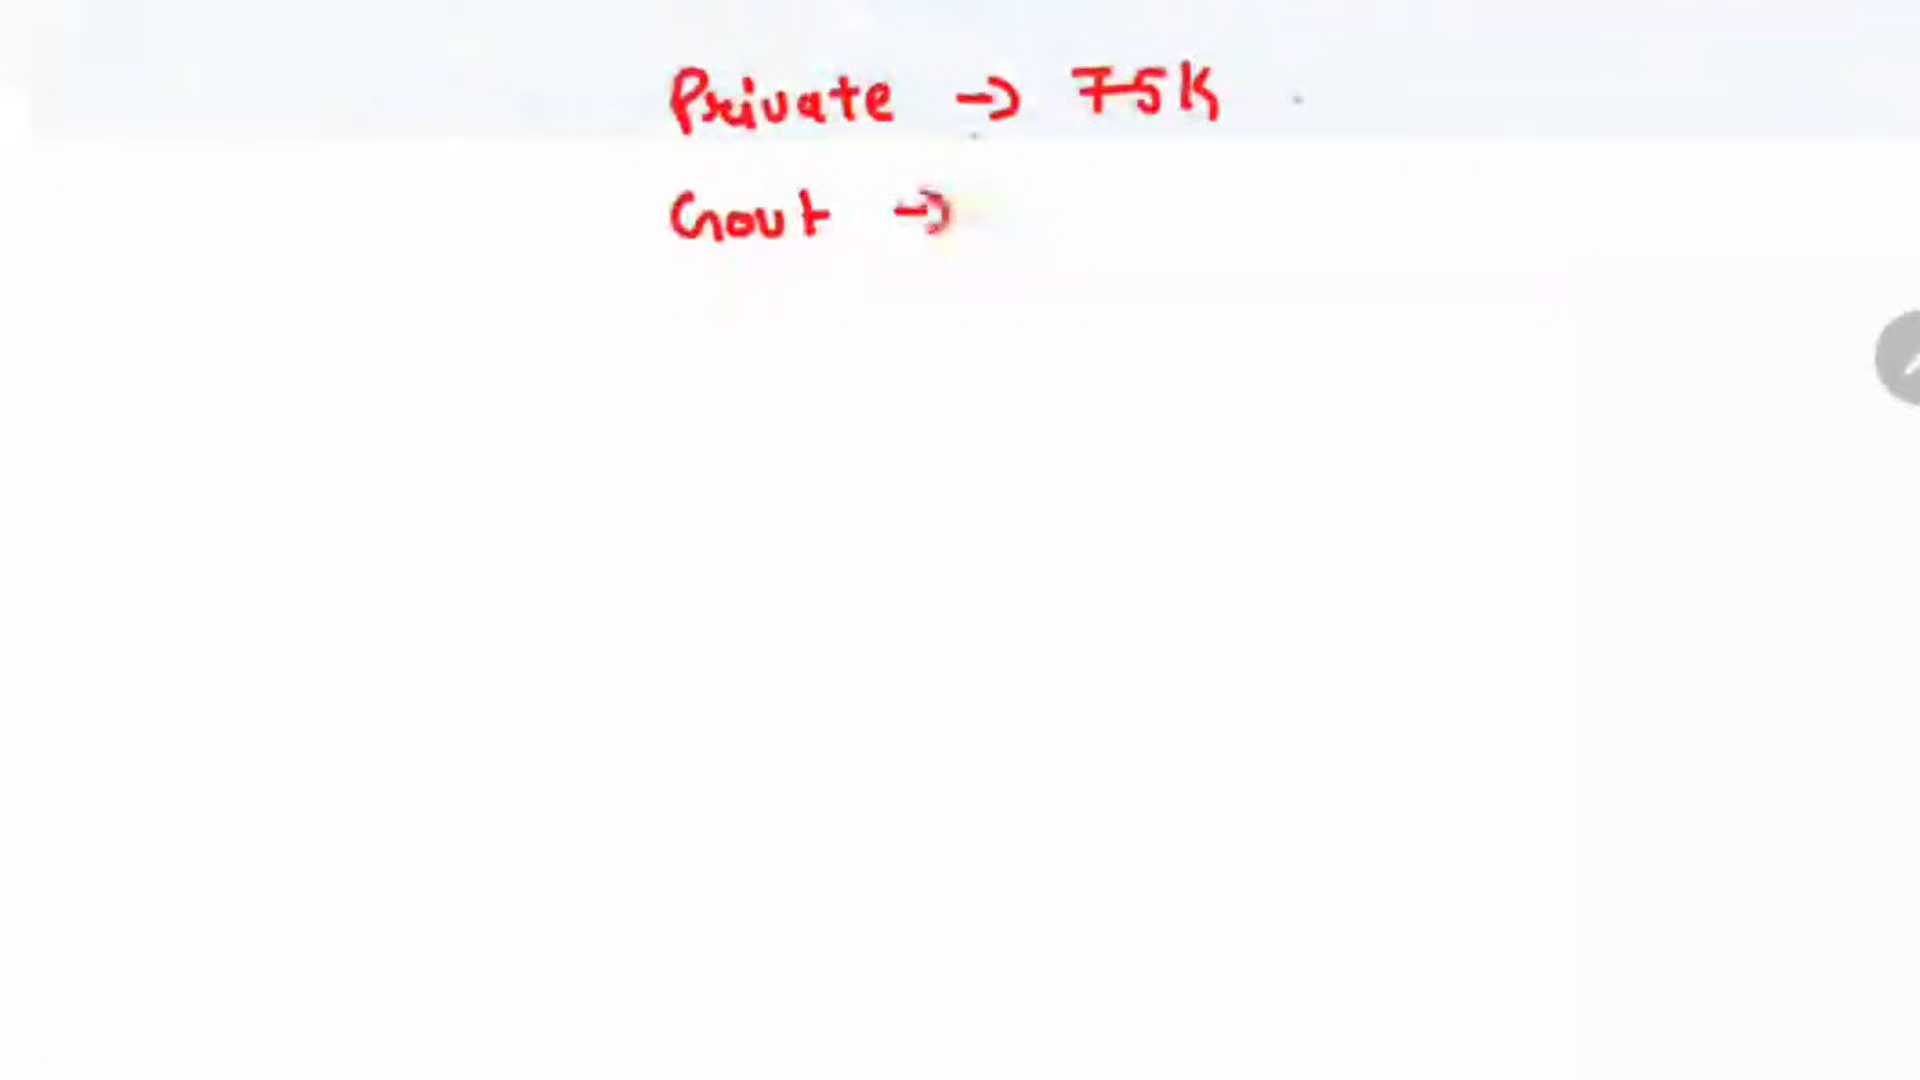 Private → 75K
Govt →